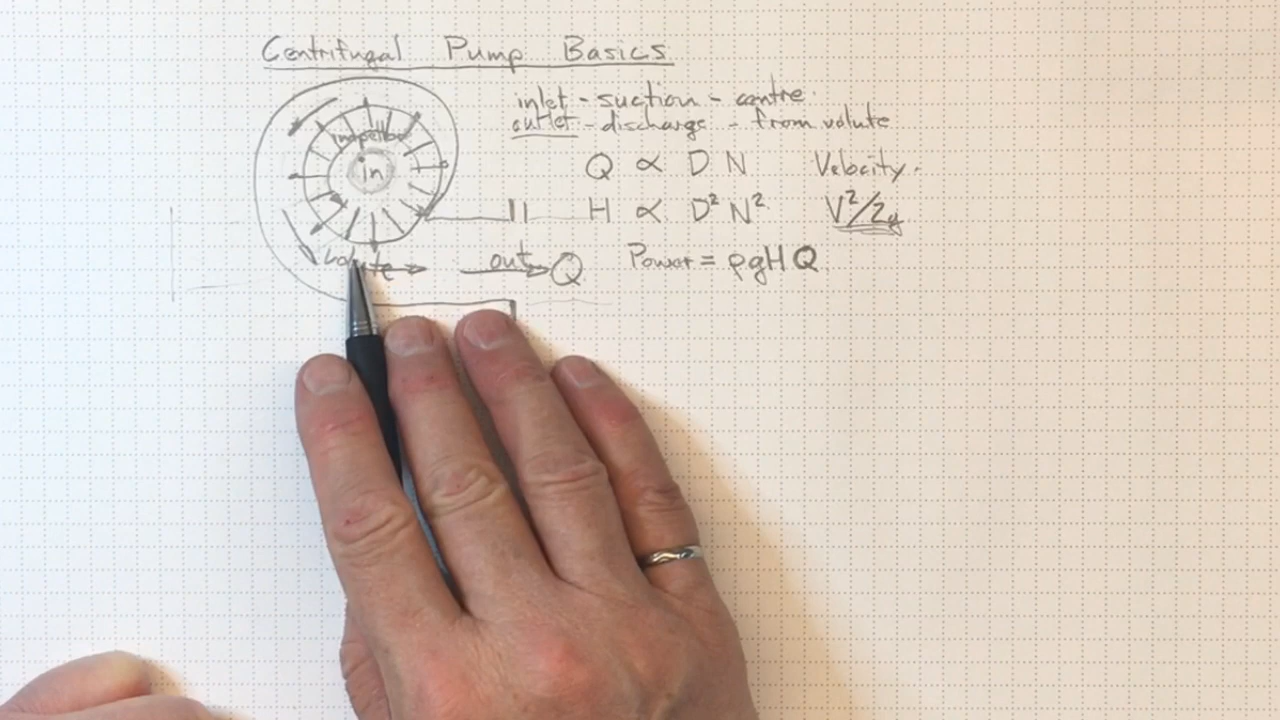 Centrifugal Pump Basics
inlet - suction - centre.
outlet - discharge - from volute
Impeller
in
Q ∝ D N Velocity.
H ∝ D² N² V²/2g
volute out Q Power = ρgHQ